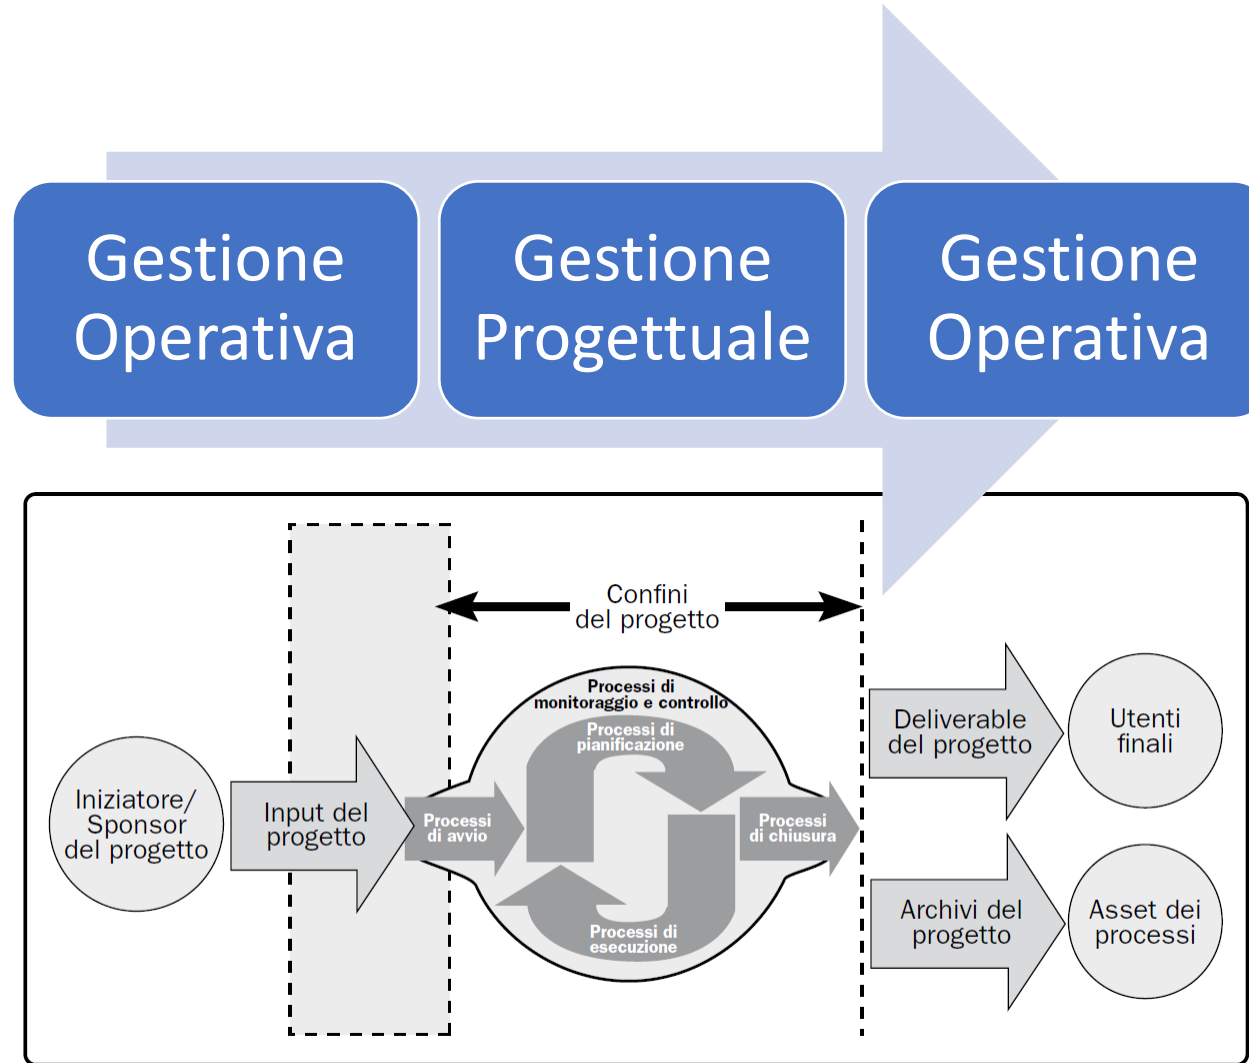 Gestione
Operativa
Gestione
Progettuale
Gestione
Operativa
Confini
del progetto
Processi di
monitoraggio e controllo
Processi di
pianificazione
Iniziatore/
Sponsor
del progetto
Input del
progetto
Processi
di avvio
Processi
di chiusura
Processi di
esecuzione
Deliverable
del progetto
Utenti
finali
Archivi del
progetto
Asset dei
processi